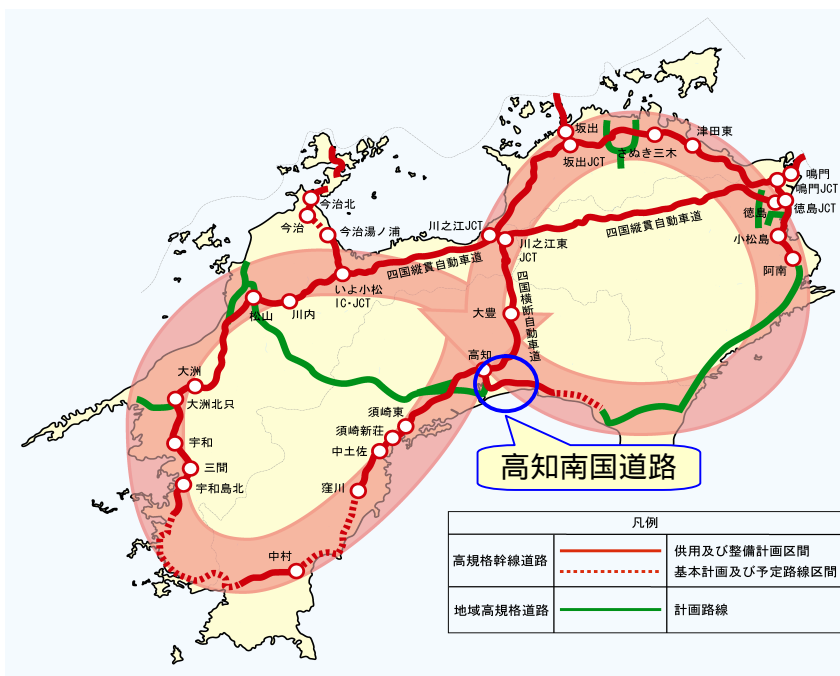 坂出
津田東
坂出JCT
さぬき三木
鳴門
鳴門JCT
徳島
徳島JCT
小松島
阿南
今治北
今治
今治湯ノ浦
川之江JCT
川之江東
JCT
四国縦貫自動車道
四国縦貫自動車道
四国横断自動車道
いよ小松
IC・JCT
松山
川内
大豊
高知
大洲
大洲北只
須崎東
須崎新荘
中土佐
宇和
三間
宇和島北
窪川
中村
高知南国道路
凡例
高規格幹線道路
供用及び整備計画区間
基本計画及び予定路線区間
地域高規格道路
計画路線